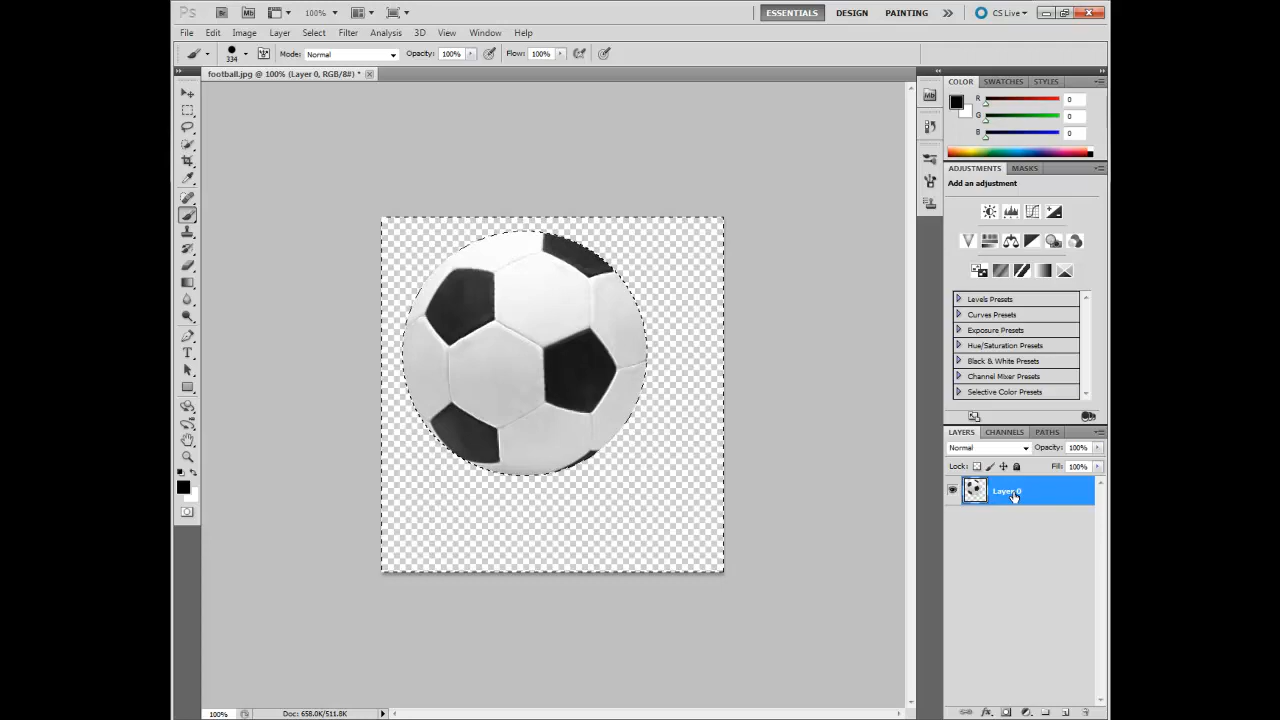 Ps Br Mb 100% ESSENTIALS DESIGN PAINTING CS Live
File Edit Image Layer Select Filter Analysis 3D View Window Help
334 Mode: Normal Opacity: 100% Flow: 100%
football.jpg @ 100% (Layer 0, RGB/8#) *
COLOR SWATCHES STYLES
Mb
R 0
G 0
B 0
ADJUSTMENTS MASKS
Add an adjustment
Levels Presets
Curves Presets
Exposure Presets
Hue/Saturation Presets
Black & White Presets
Channel Mixer Presets
Selective Color Presets
LAYERS CHANNELS PATHS
Normal Opacity: 100%
Lock: Fill: 100%
Layer 0
100% Doc: 658.0K/511.8K